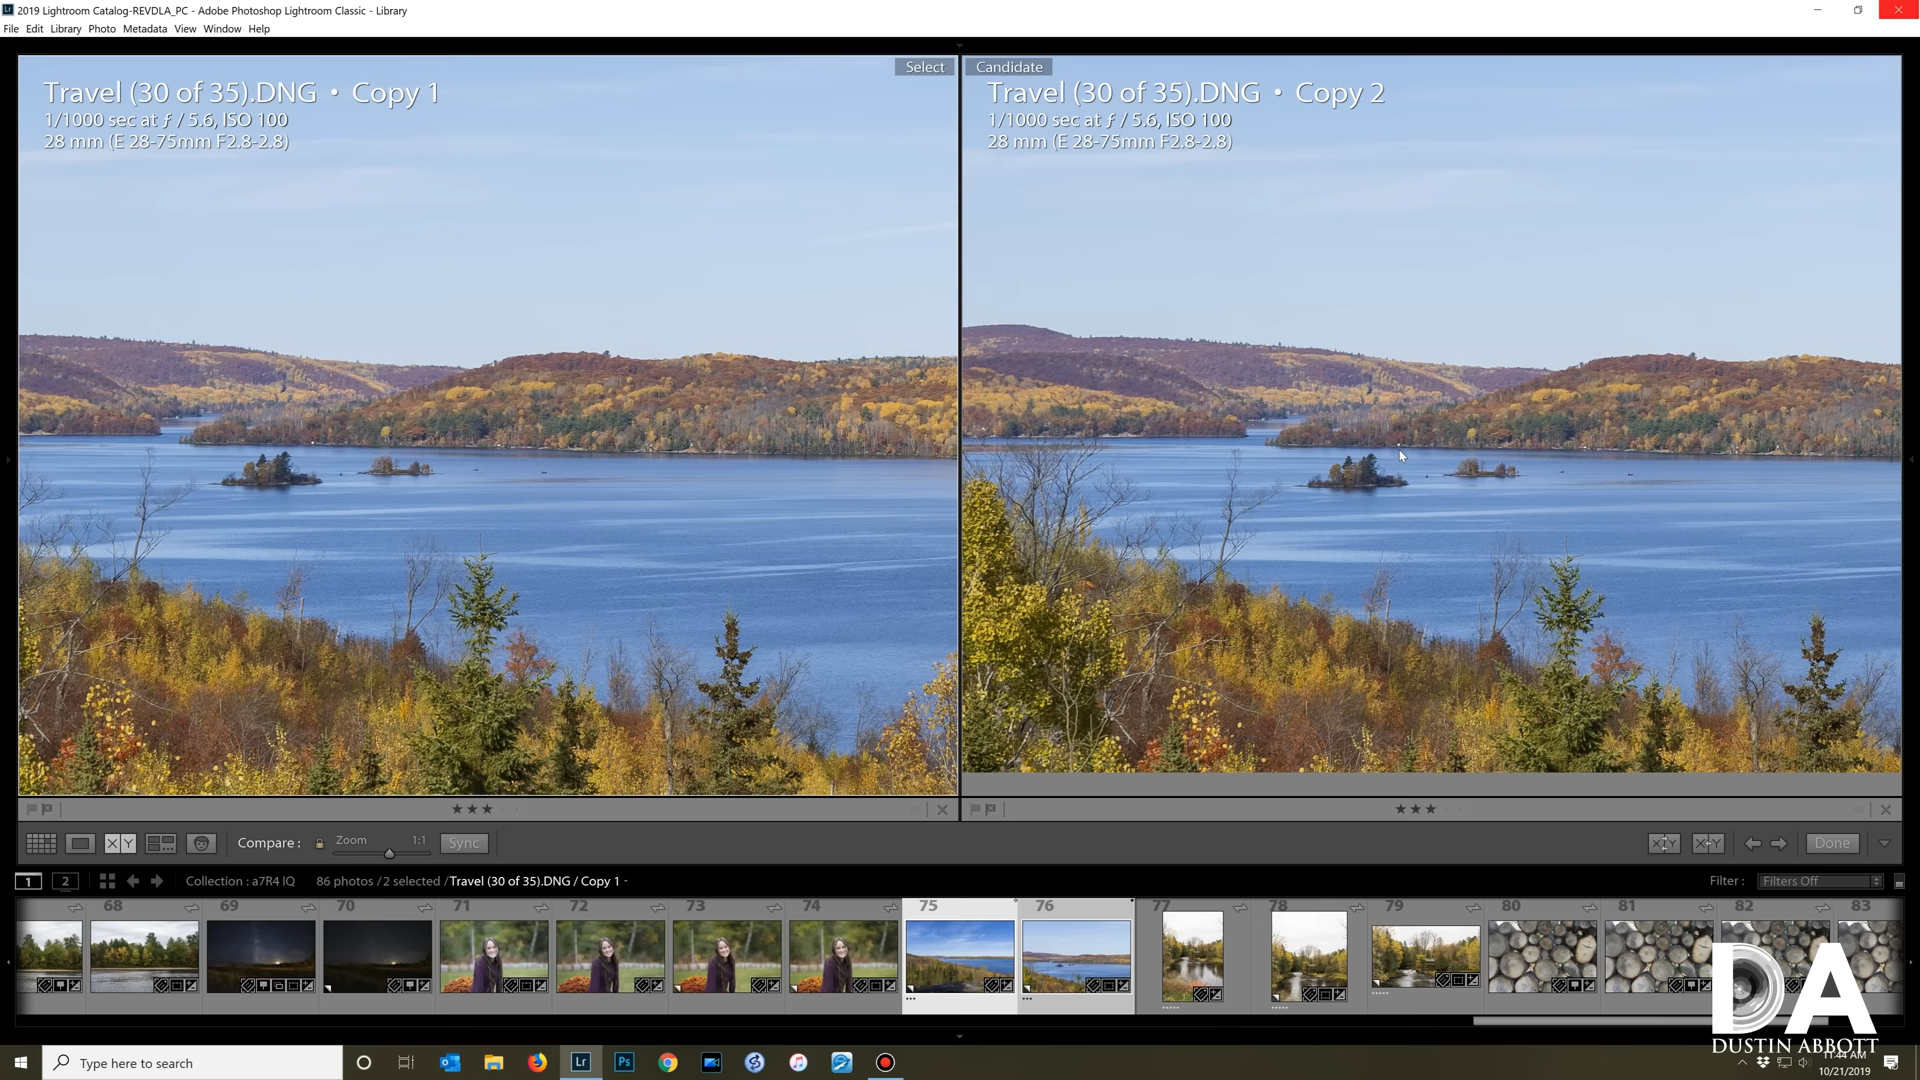 2019 Lightroom Catalog-REVDLA_PC - Adobe Photoshop Lightroom Classic - Library
File Edit Library Photo Metadata View Window Help
Select
Travel (30 of 35).DNG • Copy 1
1/1000 sec at ƒ / 5.6, ISO 100
28 mm (E 28-75mm F2.8-2.8)
Candidate
Travel (30 of 35).DNG • Copy 2
1/1000 sec at ƒ / 5.6, ISO 100
28 mm (E 28-75mm F2.8-2.8)
X Y Compare : Zoom 1:1 Sync
X Y X Y Done
1 2 Collection : a7R4 IQ 86 photos / 2 selected / Travel (30 of 35).DNG / Copy 1
Filter : Filters Off
68 69 70 71 72 73 74 75 76 77 78 79 80 81 82 83
DA
DUSTIN ABBOTT
Type here to search
Lr Ps
11:44 AM
10/21/2019